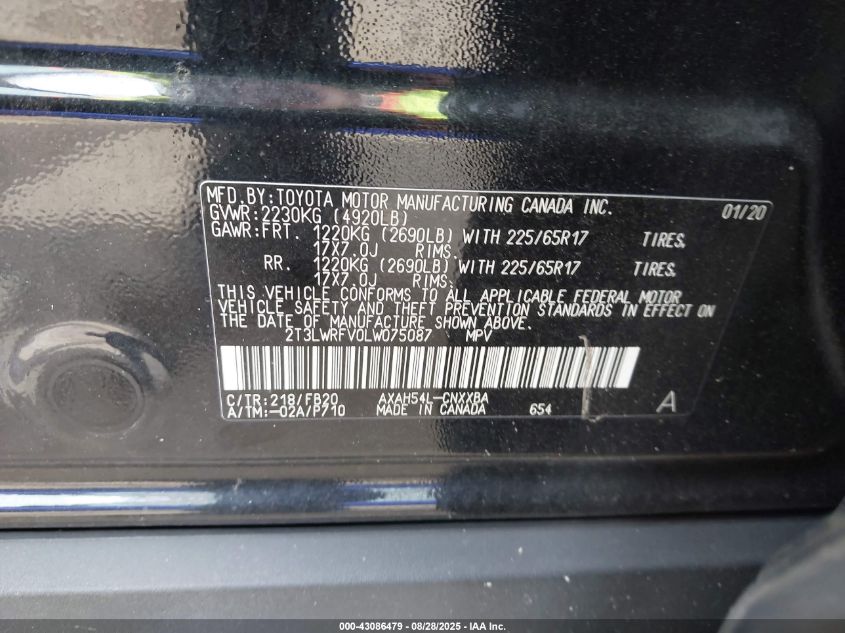 MFD. BY: TOYOTA MOTOR MANUFACTURING CANADA INC. 01/20
GVWR: 2230KG (4920LB)
GAWR: FRT. 1220KG (2690LB) WITH 225/65R17 TIRES.
17X7.0J RIMS.
RR. 1220KG (2690LB) WITH 225/65R17 TIRES.
17X7.0J RIMS.
THIS VEHICLE CONFORMS TO ALL APPLICABLE FEDERAL MOTOR
VEHICLE SAFETY AND THEFT PREVENTION STANDARDS IN EFFECT ON
THE DATE OF MANUFACTURE SHOWN ABOVE.
2T3LWRFV0LW075087 MPV
C/TR: 218/FB20 AXAH54L-CNXXBA
A/TM: -02A/P710 MADE IN CANADA 654 A
000-43086479 - 08/28/2025 - IAA Inc.